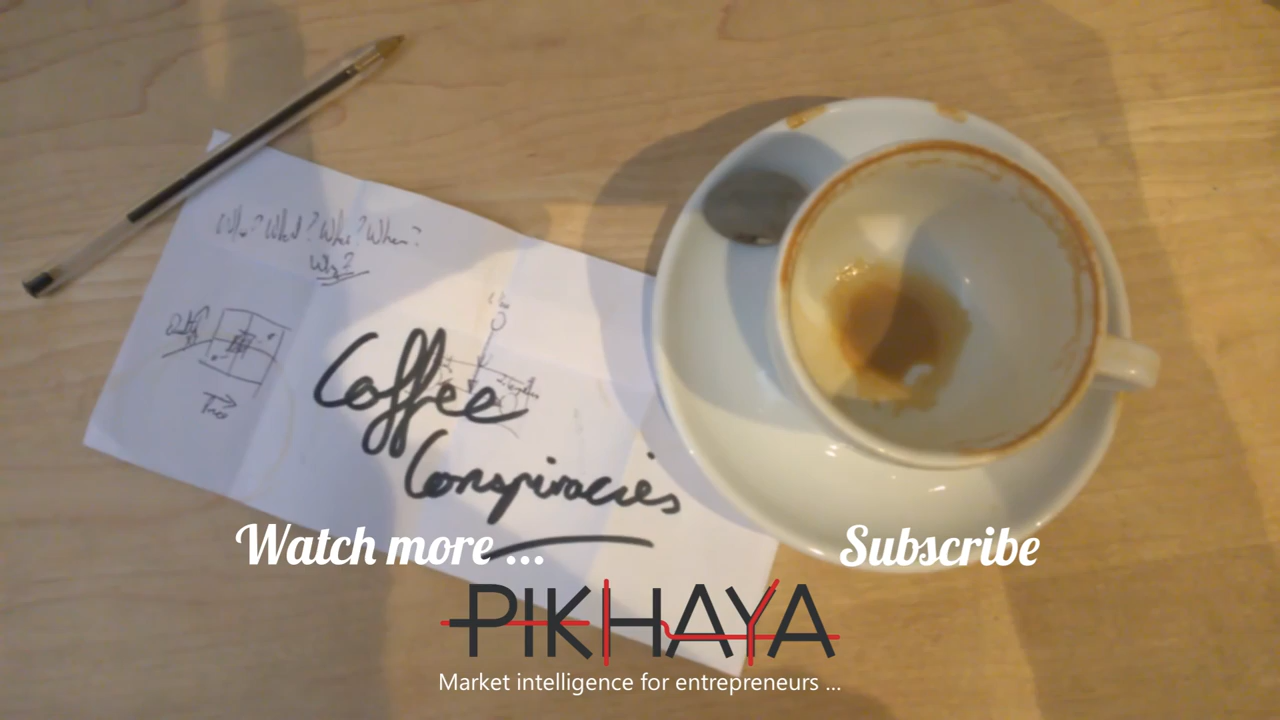 Who? What? Where? When?
Why?
Coffee
Conspiracies
Watch more ...
Subscribe
PIKHAYA
Market intelligence for entrepreneurs ...